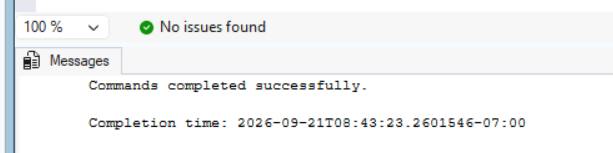 100 %
No issues found
Messages
Commands completed successfully.
Completion time: 2026-09-21T08:43:23.2601546-07:00